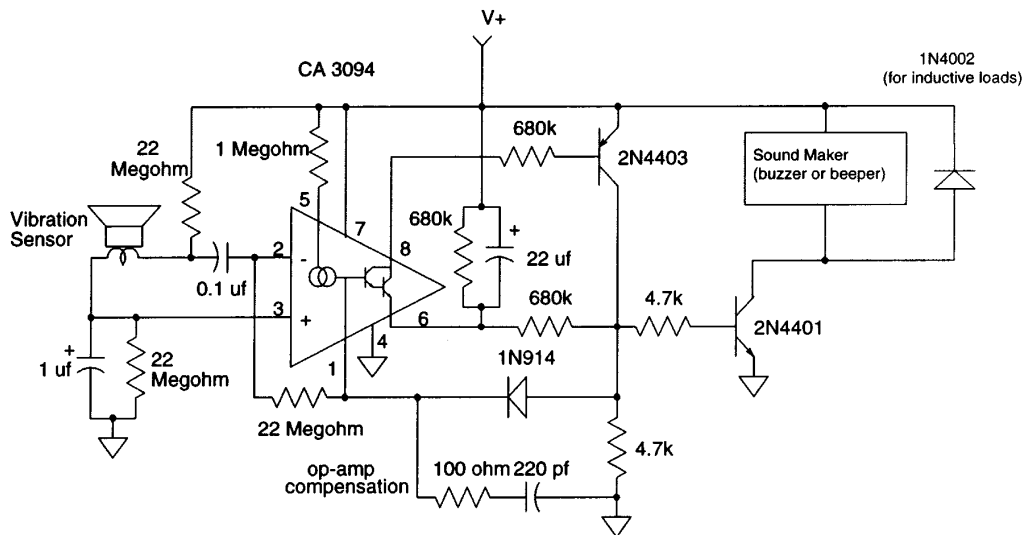 V+
1N4002
(for inductive loads)
CA 3094
680k
22
Megohm
1 Megohm
2N4403
Sound Maker
(buzzer or beeper)
5
7
Vibration
Sensor
680k
+
8
22 uf
2
-
0.1 uf
680k
4.7k
3
+
6
2N4401
4
+
1 uf
22
Megohm
1
1N914
22 Megohm
4.7k
op-amp
compensation
100 ohm
220 pf